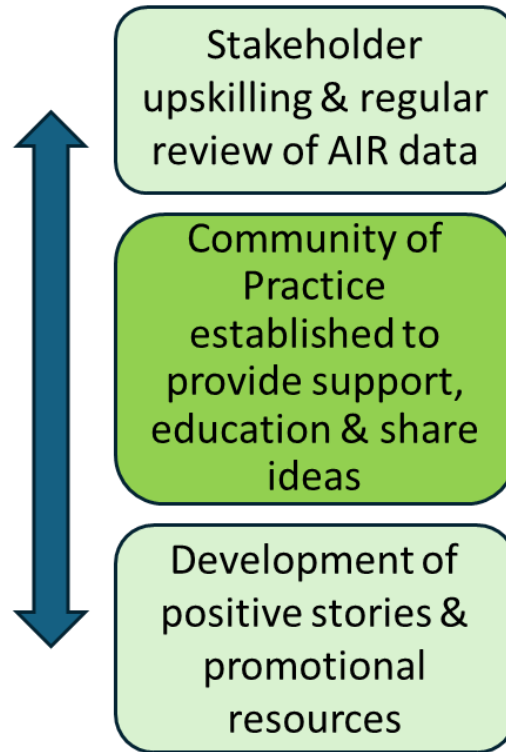 Stakeholder
upskilling & regular
review of AIR data
Community of
Practice
established to
provide support,
education & share
ideas
Development of
positive stories &
promotional
resources